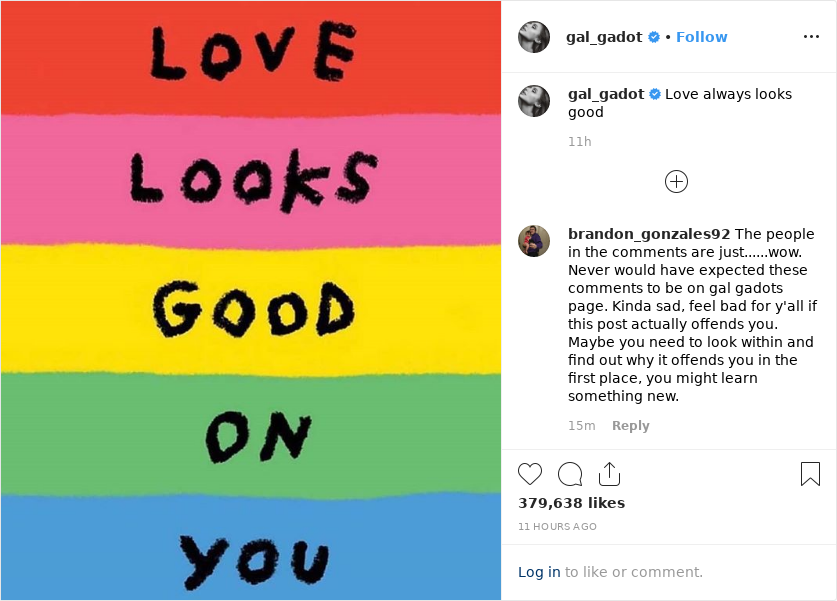 LOVE
LOOKS
GOOD
ON
YOU
gal_gadot • Follow
gal_gadot Love always looks
good
11h
brandon_gonzales92 The people
in the comments are just......wow.
Never would have expected these
comments to be on gal gadots
page. Kinda sad, feel bad for y'all if
this post actually offends you.
Maybe you need to look within and
find out why it offends you in the
first place, you might learn
something new.
15m Reply
379,638 likes
11 HOURS AGO
Log in to like or comment.